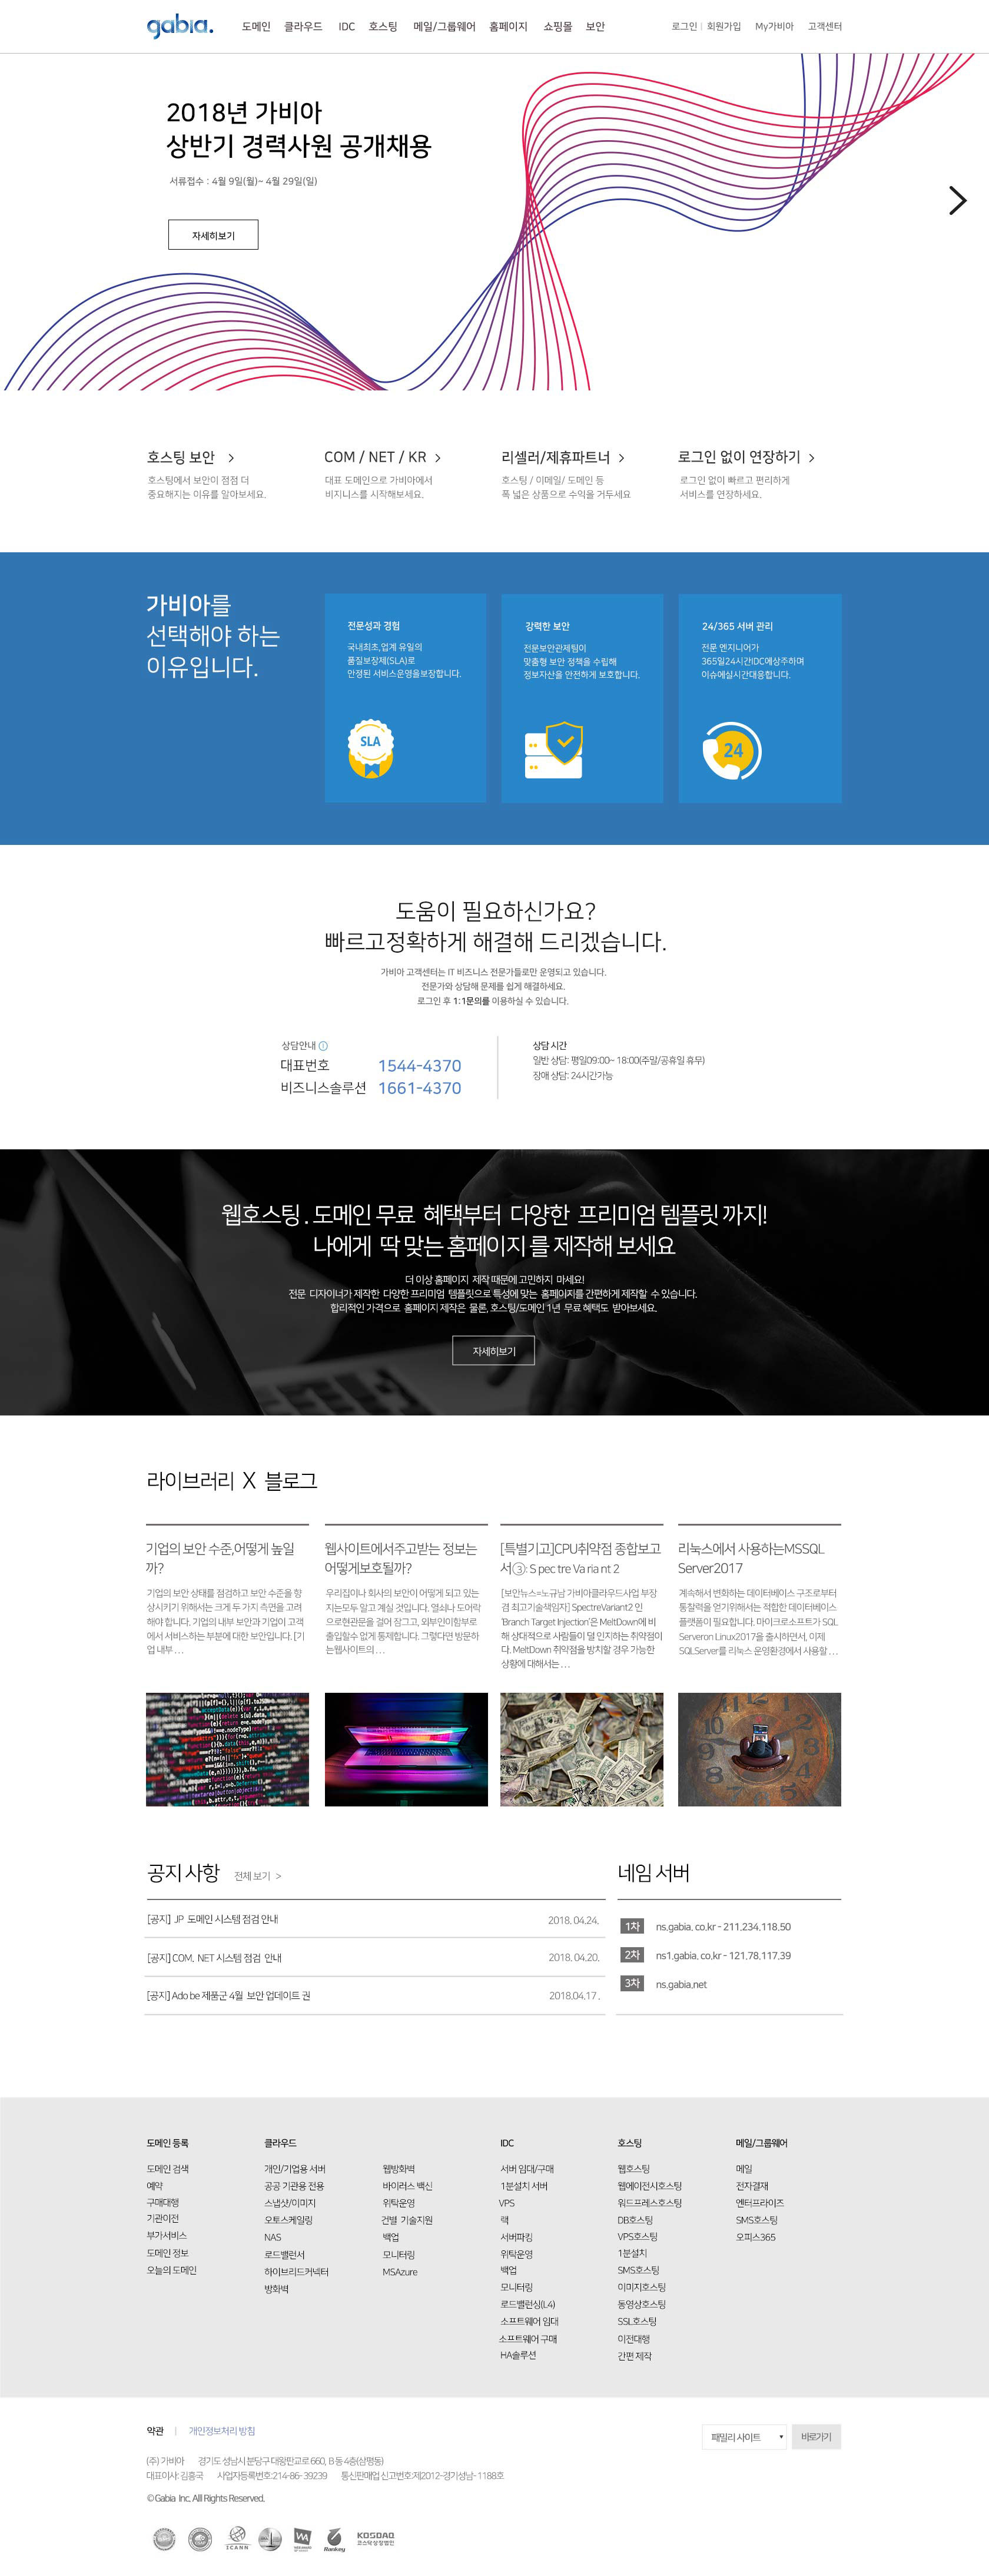 gabia.
도메인 클라우드 IDC 호스팅 메일/그룹웨어 홈페이지 쇼핑몰 보안
로그인 | 회원가입 My가비아 고객센터
2018년 가비아
상반기 경력사원 공개채용
서류접수 : 4월 9일(월)~ 4월 29일(일)
자세히보기
호스팅 보안 >
호스팅에서 보안이 점점 더
중요해지는 이유를 알아보세요.
COM / NET / KR >
대표 도메인으로 가비아에서
비지니스를 시작해보세요.
리셀러/제휴파트너 >
호스팅 / 이메일/ 도메인 등
폭 넓은 상품으로 수익을 거두세요
로그인 없이 연장하기 >
로그인 없이 빠르고 편리하게
서비스를 연장하세요.
가비아를
선택해야 하는
이유입니다.
전문성과 경험
국내최초,업계 유일의
품질보장제(SLA)로
안정된 서비스운영을보장합니다.
SLA
강력한 보안
전문보안관제팀이
맞춤형 보안 정책을 수립해
정보자산을 안전하게 보호합니다.
24/365 서버 관리
전문 엔지니어가
365일24시간IDC에상주하며
이슈에실시간대응합니다.
24
도움이 필요하신가요?
빠르고정확하게 해결해 드리겠습니다.
가비아 고객센터는 IT 비즈니스 전문가들로만 운영되고 있습니다.
전문가와 상담해 문제를 쉽게 해결하세요.
로그인 후 1:1문의를 이용하실 수 있습니다.
상담안내
대표번호 1544-4370
비즈니스솔루션 1661-4370
상담 시간
일반 상담: 평일09:00~ 18:00(주말/공휴일 휴무)
장애 상담: 24시간가능
웹호스팅 . 도메인 무료 혜택부터 다양한 프리미엄 템플릿 까지!
나에게 딱 맞는 홈페이지 를 제작해 보세요
더 이상 홈페이지 제작 때문에 고민하지 마세요!
전문 디자이너가 제작한 다양한 프리미엄 템플릿으로 특성에 맞는 홈페이지를 간편하게 제작할 수 있습니다.
합리적인 가격으로 홈페이지 제작은 물론, 호스팅/도메인 1년 무료 혜택도 받아보세요.
자세히보기
라이브러리 X 블로그
기업의 보안 수준,어떻게 높일
까?
기업의 보안 상태를 점검하고 보안 수준을 향
상시키기 위해서는 크게 두 가지 측면을 고려
해야 합니다. 기업의 내부 보안과 기업이 고객
에서 서비스하는 부분에 대한 보안입니다. [기
업 내부 . . .
웹사이트에서주고받는 정보는
어떻게보호될까?
우리집이나 회사의 보안이 어떻게 되고 있는
지는모두 알고 계실 것입니다. 열쇠나 도어락
으로현관문을 걸어 잠그고, 외부인이함부로
출입할수 없게 통제합니다. 그렇다면 방문하
는웹사이트의 . . .
[특별기고]CPU취약점 종합보고
서③: S pec tre Va ria nt 2
[보안뉴스=노규남 가비아클라우드사업 부장
겸 최고기술책임자] SpectreVariant2 인
'Branch Target Injection'은 MeltDown에 비
해 상대적으로 사람들이 덜 인지하는 취약점이
다. MeltDown 취약점을 방치할 경우 가능한
상황에 대해서는 . . .
리눅스에서 사용하는MSSQL
Server2017
계속해서 변화하는 데이터베이스 구조로부터
통찰력을 얻기위해서는 적합한 데이터베이스
플랫폼이 필요합니다. 마이크로소프트가 SQL
Serveron Linux2017을 출시하면서, 이제
SQLServer를 리눅스 운영환경에서 사용할 . . .
공지 사항 전체 보기 >
[공지] JP 도메인 시스템 점검 안내 2018. 04.24.
[공지] COM, NET 시스템 점검 안내 2018. 04.20.
[공지] Ado be 제품군 4월 보안 업데이트 권 2018.04.17 .
네임 서버
1차 ns.gabia. co.kr - 211.234.118.50
2차 ns1.gabia. co.kr - 121.78.117.39
3차 ns.gabia.net
도메인 등록
도메인 검색
예약
구매대행
기관이전
부가서비스
도메인 정보
오늘의 도메인
클라우드
개인/기업용 서버
공공 기관용 전용
스냅샷/이미지
오토스케일링
NAS
로드밸런서
하이브리드커넥터
방화벽
웹방화벽
바이러스 백신
위탁운영
건별 기술지원
백업
모니터링
MSAzure
IDC
서버 임대/구매
1분설치 서버
VPS
랙
서버파킹
위탁운영
백업
모니터링
로드밸런싱(L4)
소프트웨어 임대
소프트웨어 구매
HA솔루션
호스팅
웹호스팅
웹에이전시호스팅
워드프레스호스팅
DB호스팅
VPS호스팅
1분설치
SMS호스팅
이미지호스팅
동영상호스팅
SSL호스팅
이전대행
간편 제작
메일/그룹웨어
메일
전자결재
엔터프라이즈
SMS호스팅
오피스365
약관 | 개인정보처리 방침
패밀리 사이트 바로가기
(주) 가비아 경기도 성남시 분당구 대왕판교로 660, B 동 4층(삼평동)
대표이사: 김홍국 사업자등록번호:214-86- 39239 통신판매업 신고번호:제2012-경기성남- 1188호
© Gabia Inc. Alll Rights Reserved.
ICANN
Rankey
KOSDAQ
코스닥상장법인